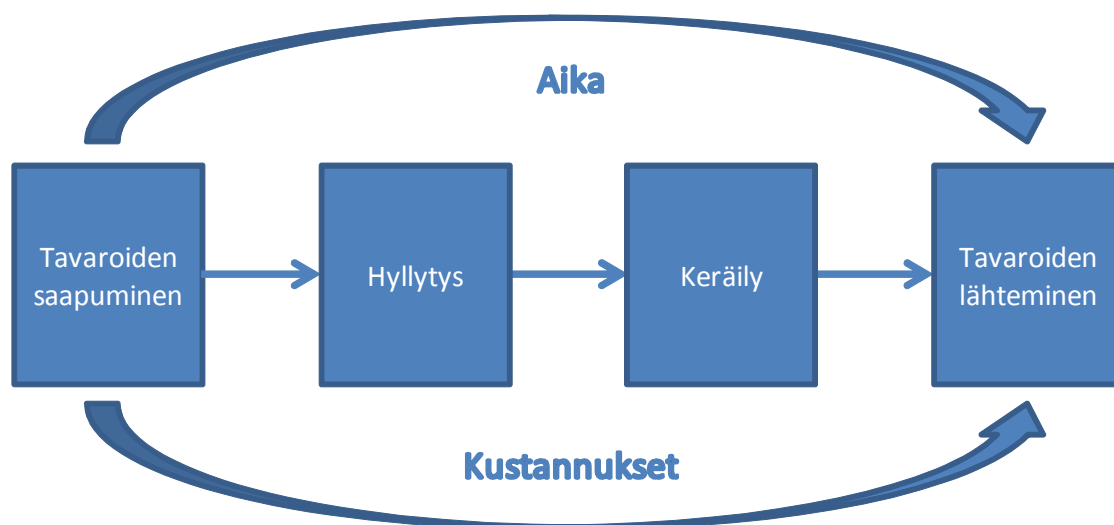 Aika
Tavaroiden
saapuminen
Hyllytys
Keräily
Tavaroiden
lähteminen
Kustannukset